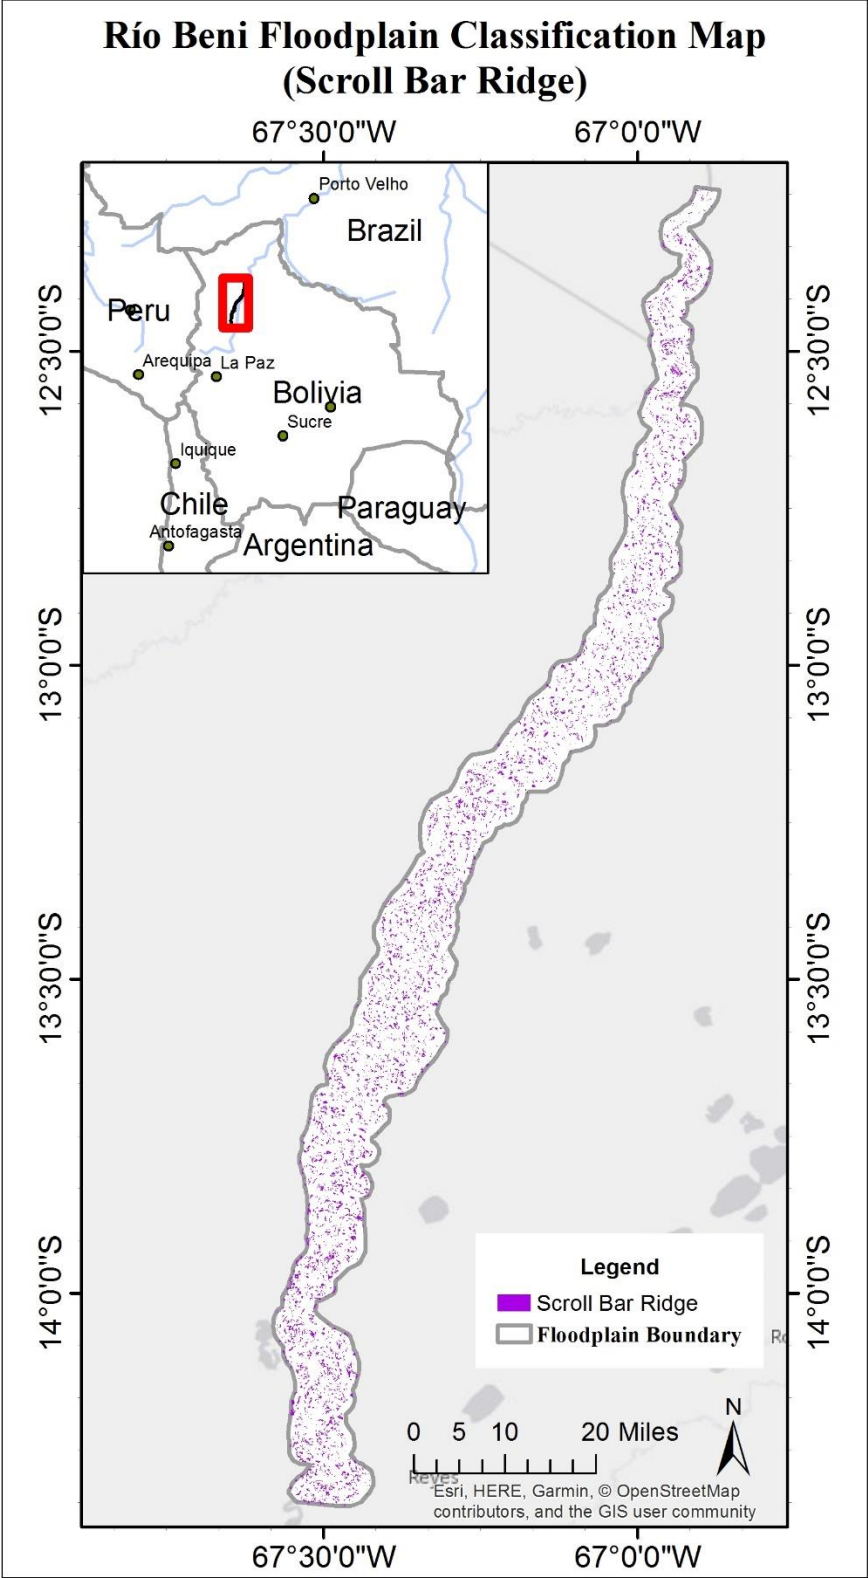 Río Beni Floodplain Classification Map
(Scroll Bar Ridge)
67°30'0"W
67°0'0"W
Porto Velho
Brazil
Peru
Arequipa
La Paz
Bolivia
Sucre
Iquique
Chile
Paraguay
Antofagasta
Argentina
12°30'0"S
12°30'0"S
13°0'0"S
13°0'0"S
13°30'0"S
13°30'0"S
14°0'0"S
14°0'0"S
Legend
Scroll Bar Ridge
Floodplain Boundary
N
0 5 10 20 Miles
Reyes
Esri, HERE, Garmin, © OpenStreetMap
contributors, and the GIS user community
67°30'0"W
67°0'0"W